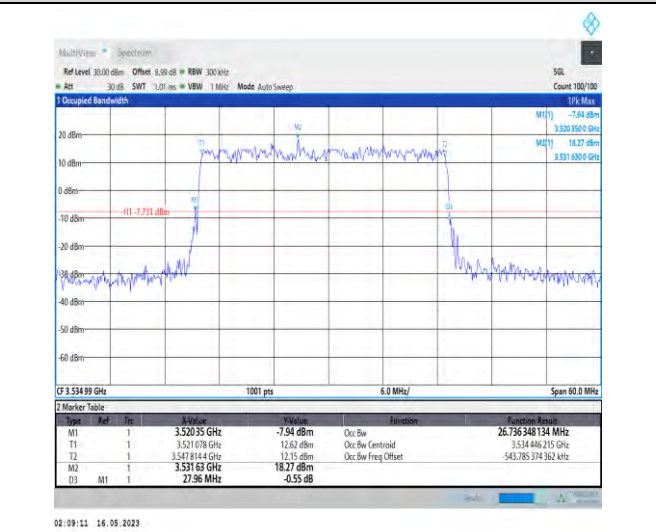 MultiView Spectrum
Ref Level 30.00 dBm Offset 8.99 dB RBW 300 kHz SGL
Att 30 dB SWT 1.01 ms VBW 1 MHz Mode Auto Sweep Count 100/100
1 Occupied Bandwidth 1Pk Max
M1[1] -7.94 dBm
3.520 350 0 GHz
M2[1] 18.27 dBm
3.531 630 0 GHz
M2
20 dBm
T1 T2
10 dBm
0 dBm
M1
D3
H1 -7.731 dBm
-10 dBm
-20 dBm
-30 dBm
-40 dBm
-50 dBm
-60 dBm
CF 3.534 99 GHz 1001 pts 6.0 MHz/ Span 60.0 MHz
2 Marker Table
Type Ref Trc X-Value Y-Value Function Function Result
M1 1 3.520 35 GHz -7.94 dBm Occ Bw 26.736 348 134 MHz
T1 1 3.521 078 GHz 12.62 dBm Occ Bw Centroid 3.534 446 215 GHz
T2 1 3.547 814 4 GHz 12.15 dBm Occ Bw Freq Offset -543.785 374 362 kHz
M2 1 3.531 63 GHz 18.27 dBm
D3 M1 1 27.96 MHz -0.55 dB
02:09:11 16.05.2023